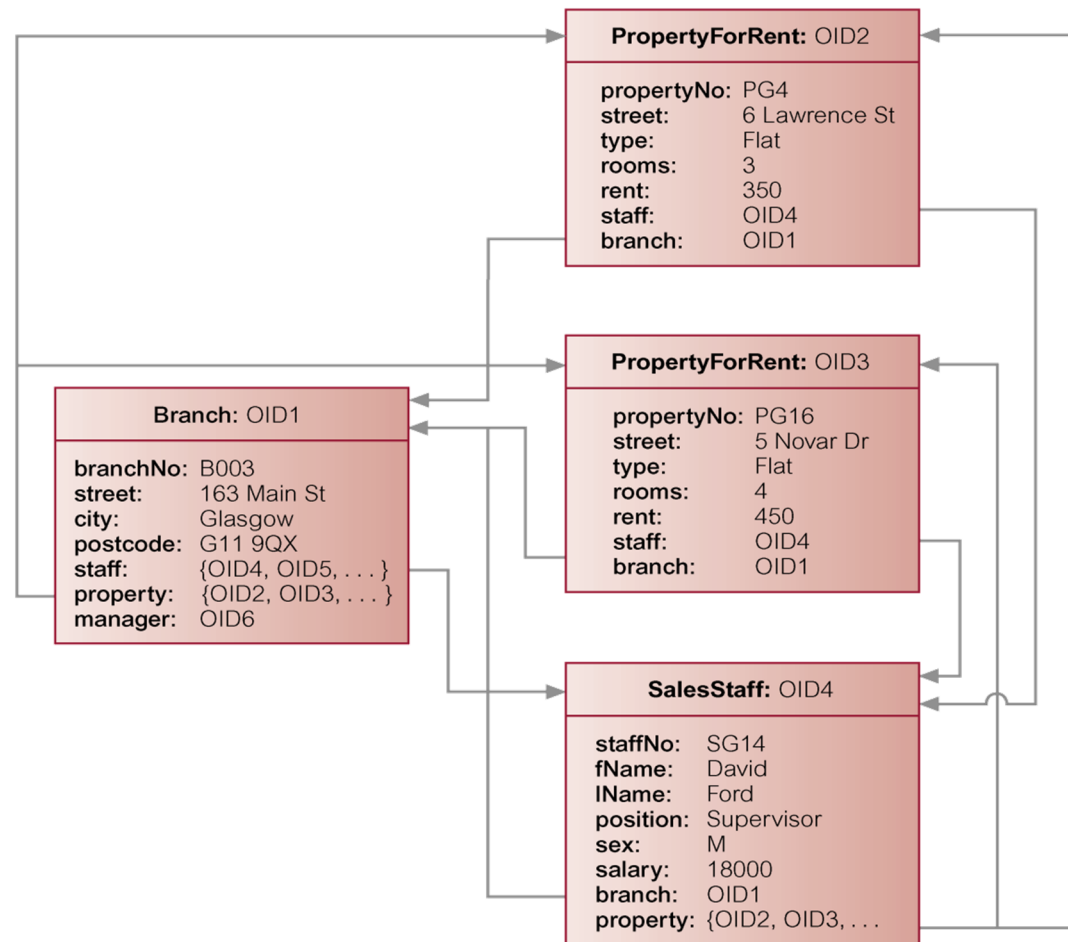 PropertyForRent: OID2
propertyNo: PG4
street: 6 Lawrence St
type: Flat
rooms: 3
rent: 350
staff: OID4
branch: OID1
PropertyForRent: OID3
propertyNo: PG16
street: 5 Novar Dr
type: Flat
rooms: 4
rent: 450
staff: OID4
branch: OID1
Branch: OID1
branchNo: B003
street: 163 Main St
city: Glasgow
postcode: G11 9QX
staff: {OID4, OID5, . . . }
property: {OID2, OID3, . . . }
manager: OID6
SalesStaff: OID4
staffNo: SG14
fName: David
lName: Ford
position: Supervisor
sex: M
salary: 18000
branch: OID1
property: {OID2, OID3, . . .